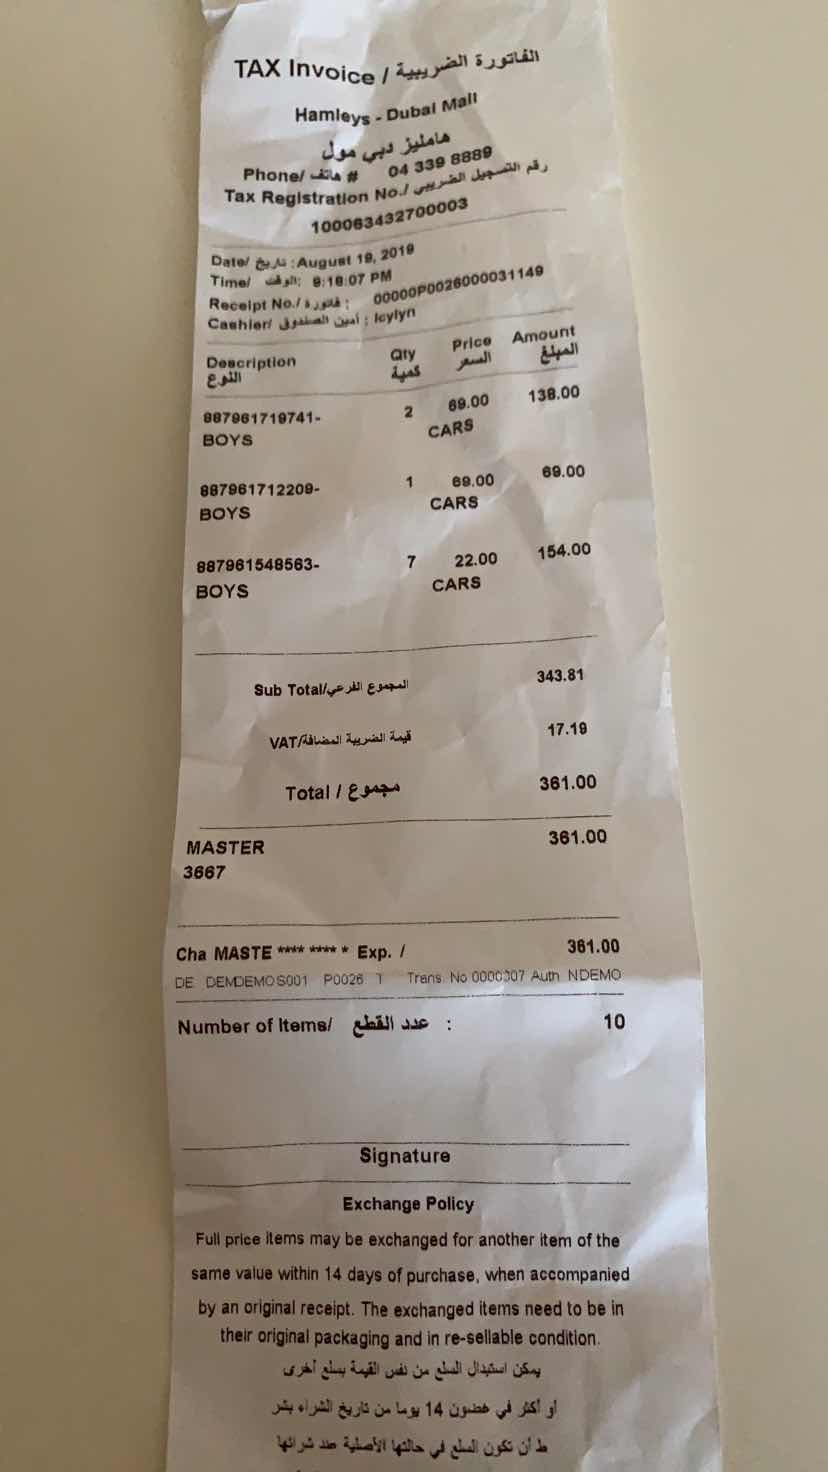 TAX Invoice / الفاتورة الضريبية
Hamleys - Dubai Mall
هامليز دبي مول
Phone/ هاتف # 04 339 8889
Tax Registration No./ رقم التسجيل الضريبي
100063432700003
Date/ تاريخ : August 19, 2019
Time/ الوقت: 9:18:07 PM
Receipt No./ فاتورة : 00000P0026000031149
Cashier/ أمين الصندوق : Icylyn
Description Qty Price Amount
النوع كمية السعر المبلغ
887961719741- 2 69.00 138.00
BOYS CARS
887961712209- 1 69.00 69.00
BOYS CARS
887961548563- 7 22.00 154.00
BOYS CARS
Sub Total/المجموع الفرعي 343.81
VAT/قيمة الضريبة المضافة 17.19
Total / مجموع 361.00
MASTER 361.00
3667
Cha MASTE **** **** * Exp. / 361.00
DE DEMDEMOS001 P0026 T Trans. No 0000307 Auth NDEMO
Number of Items/ عدد القطع : 10
Signature
Exchange Policy
Full price items may be exchanged for another item of the
same value within 14 days of purchase, when accompanied
by an original receipt. The exchanged items need to be in
their original packaging and in re-sellable condition.
يمكن استبدال السلع من نفس القيمة بسلع أخرى
أو أكثر في غضون 14 يوما من تاريخ الشراء بشر
ط أن تكون السلع في حالتها الأصلية عند شرائها